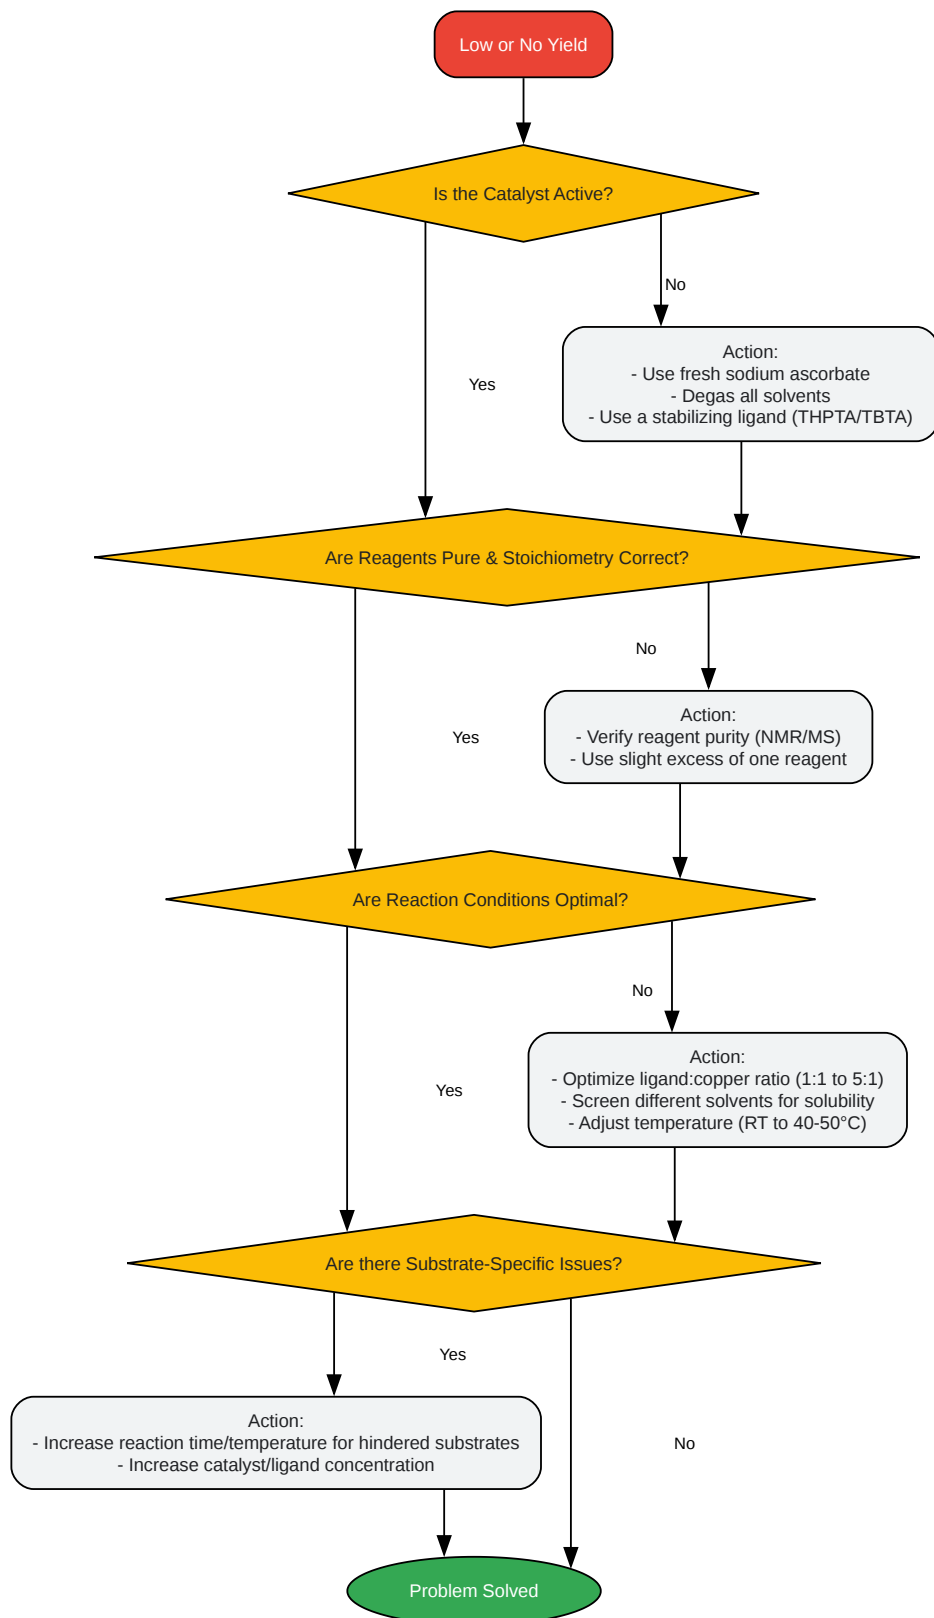 Low or No Yield
Is the Catalyst Active?
No
Yes
Action:
- Use fresh sodium ascorbate
- Degas all solvents
- Use a stabilizing ligand (THPTA/TBTA)
Are Reagents Pure & Stoichiometry Correct?
No
Yes
Action:
- Verify reagent purity (NMR/MS)
- Use slight excess of one reagent
Are Reaction Conditions Optimal?
No
Yes
Action:
- Optimize ligand:copper ratio (1:1 to 5:1)
- Screen different solvents for solubility
- Adjust temperature (RT to 40-50°C)
Are there Substrate-Specific Issues?
Yes
No
Action:
- Increase reaction time/temperature for hindered substrates
- Increase catalyst/ligand concentration
Problem Solved